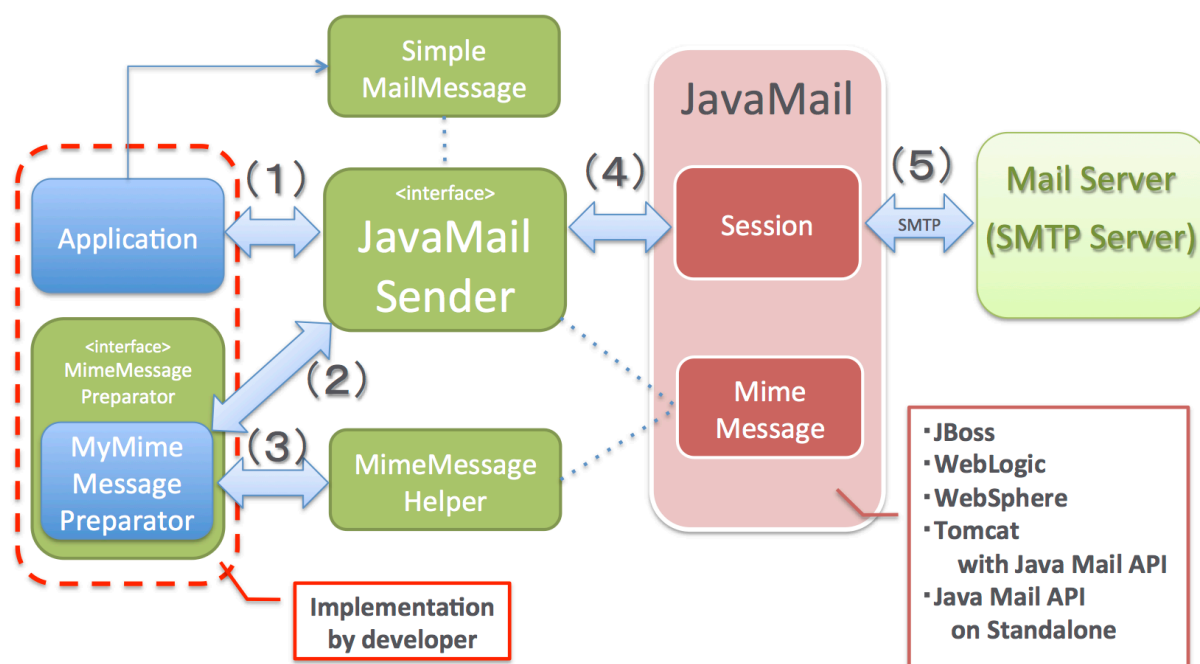 Simple
MailMessage
JavaMail
(1)
(4)
(5)
Application
<interface>
JavaMail
Sender
Session
SMTP
Mail Server
(SMTP Server)
<interface>
MimeMessage
Preparator
(2)
MyMime
Message
Preparator
(3)
MimeMessage
Helper
Mime
Message
・JBoss
・WebLogic
・WebSphere
・Tomcat
with Java Mail API
・Java Mail API
on Standalone
Implementation
by developer